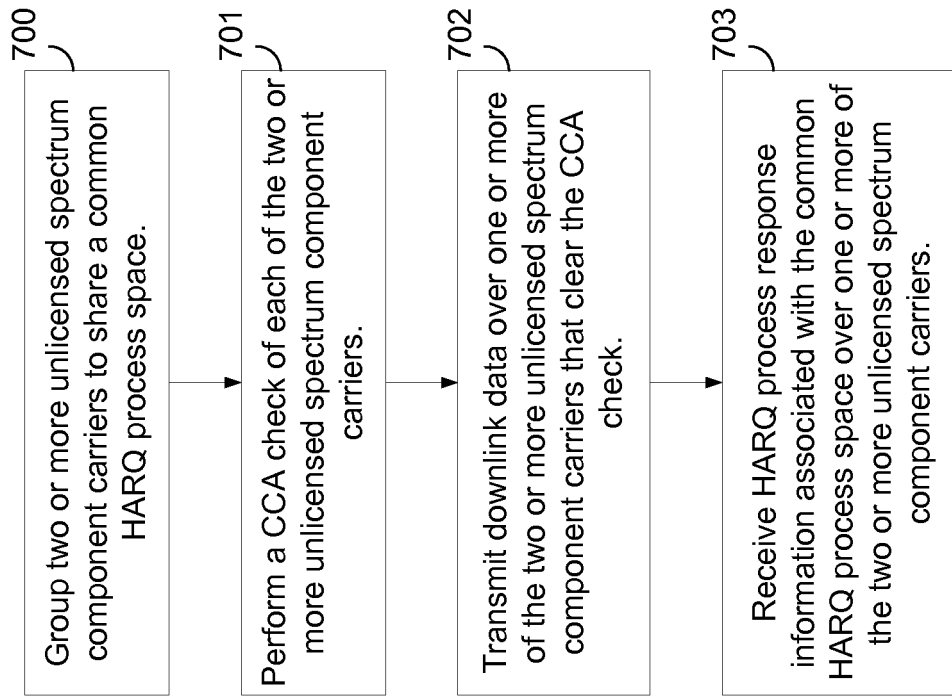 700
Group two or more unlicensed spectrum
component carriers to share a common
HARQ process space.
701
Perform a CCA check of each of the two or
more unlicensed spectrum component
carriers.
702
Transmit downlink data over one or more
of the two or more unlicensed spectrum
component carriers that clear the CCA
check.
703
Receive HARQ process response
information associated with the common
HARQ process space over one or more of
the two or more unlicensed spectrum
component carriers.